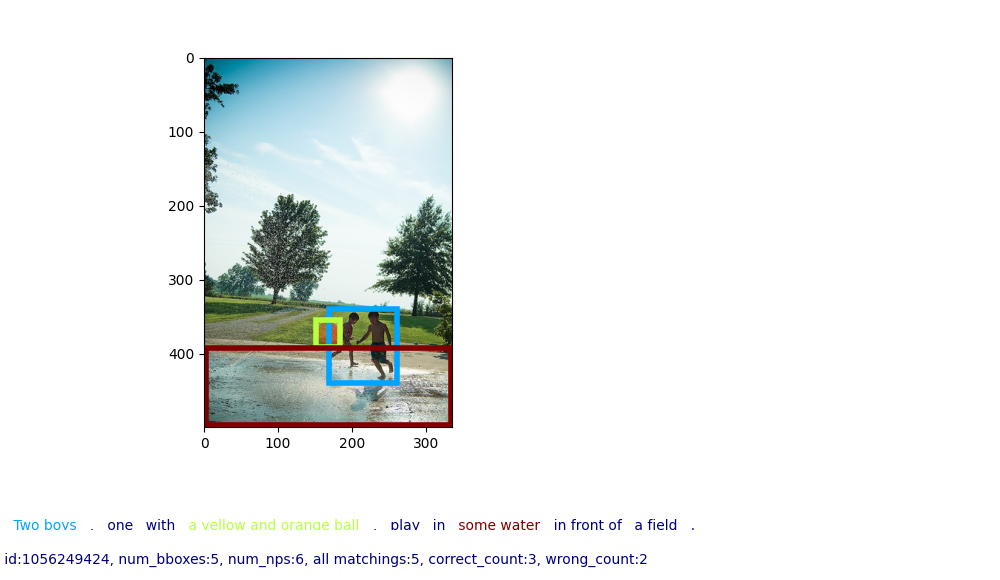 0
100
200
300
400
0 100 200 300
Two boys , one with a yellow and orange ball , play in some water in front of a field .
id:1056249424, num_bboxes:5, num_nps:6, all matchings:5, correct_count:3, wrong_count:2